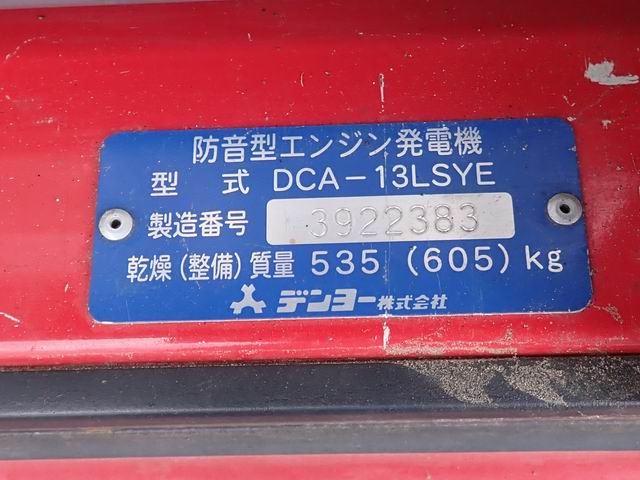 防音型エンジン発電機
型式 DCA-13LSYE
製造番号 3922383
乾燥(整備)質量 535 (605) kg
デンヨー株式会社